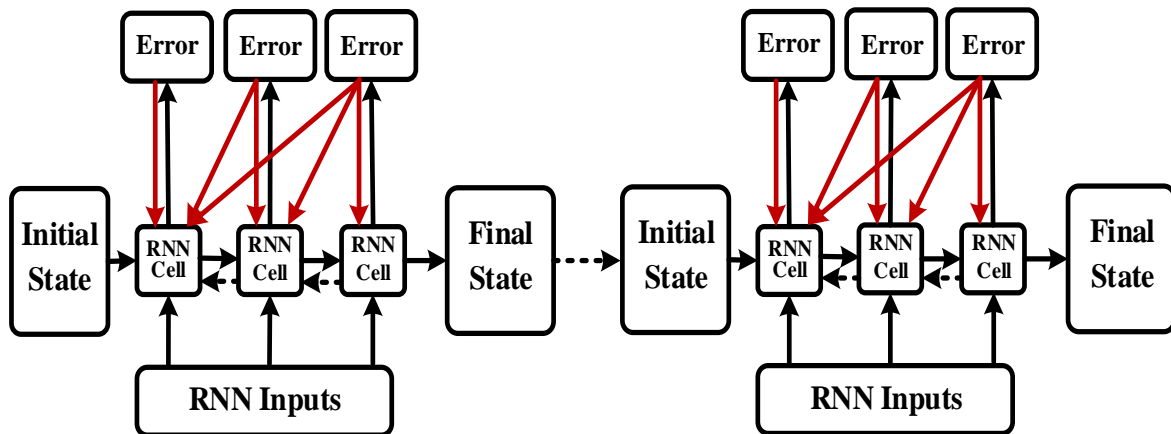 Error Error Error Error Error Error
Initial
State
RNN
Cell
RNN
Cell
RNN
Cell
Final
State
Initial
State
RNN
Cell
RNN
Cell
RNN
Cell
Final
State
RNN Inputs
RNN Inputs